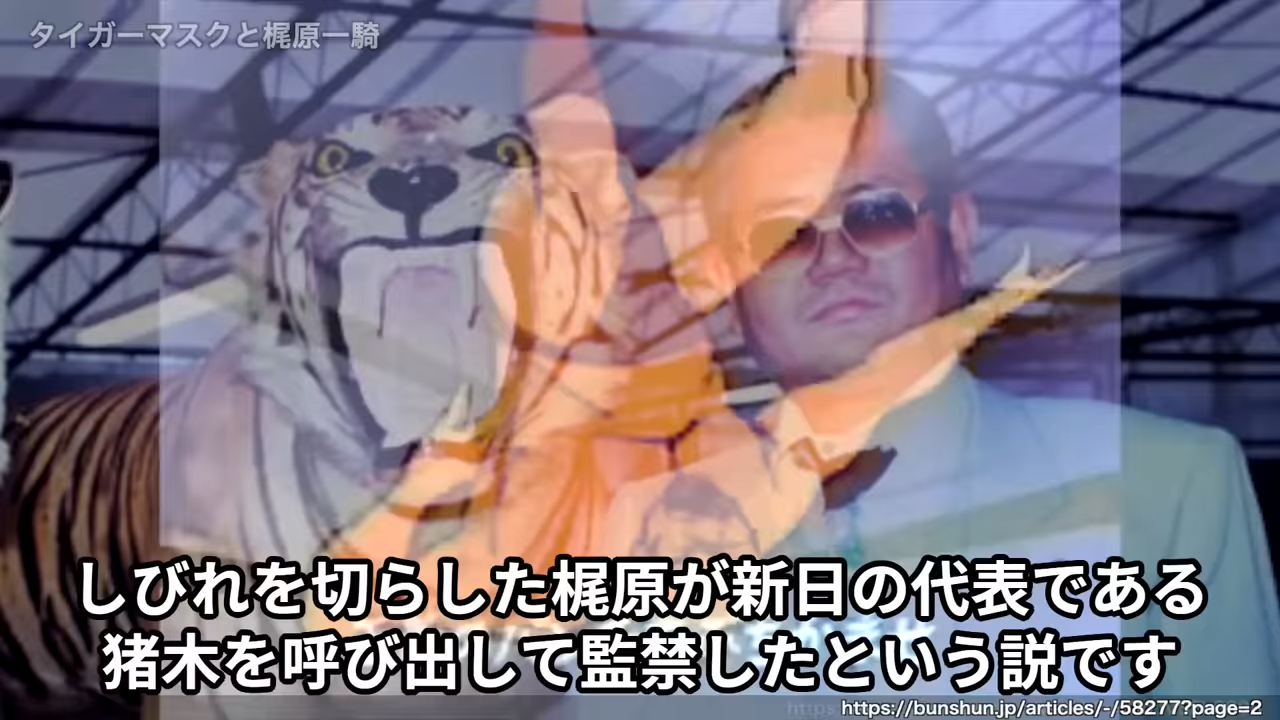 タイガーマスクと梶原一騎
しびれを切らした梶原が新日の代表である
猪木を呼び出して監禁したという説です
https://bunshun.jp/articles/-/58277?page=2